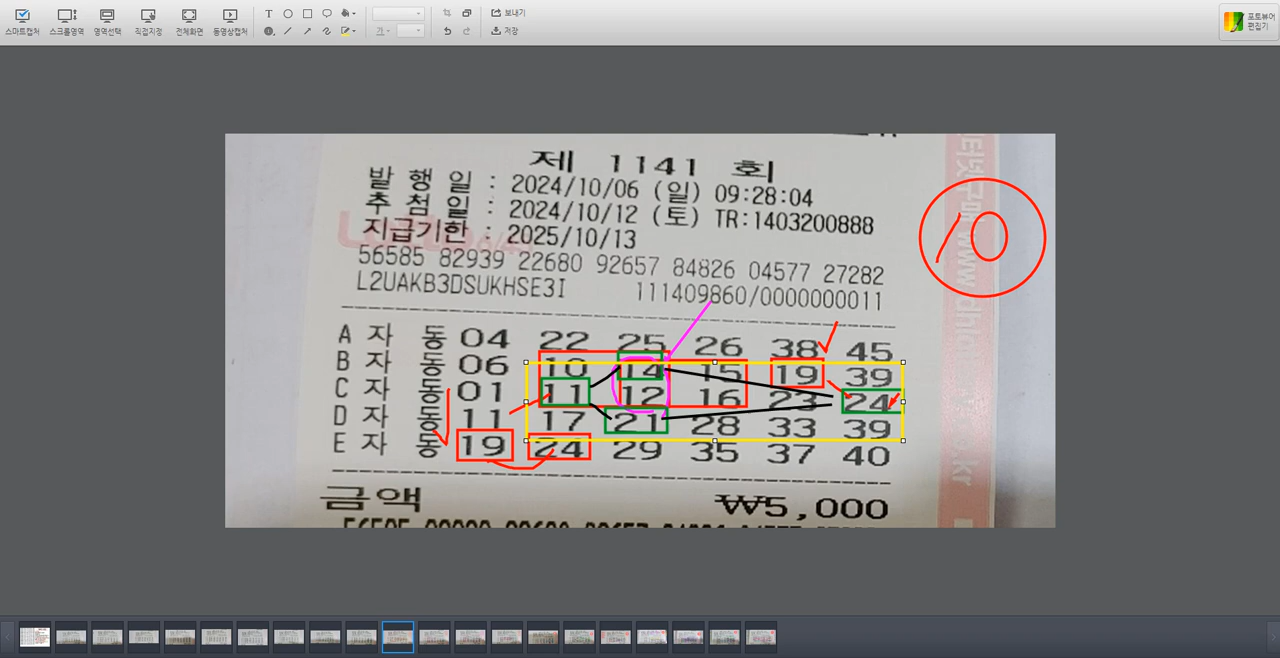 스마트캡처 스크롤영역 영역선택 직접지정 전체화면 동영상캡처 보내기 저장 포토뷰어 편집기
제 1141 회
발 행 일 : 2024/10/06 (일) 09:28:04
추 첨 일 : 2024/10/12 (토) TR:1403200888
지급기한 : 2025/10/13
56585 82939 22680 92657 84826 04577 27282
L2UAKB3DSUKHSE3I 111409860/0000000011
A 자 동 04 22 25 26 38 45
B 자 동 06 10 14 15 19 39
C 자 동 01 11 12 16 23 24
D 자 동 11 17 21 28 33 39
E 자 동 19 24 29 35 37 40
금액 ₩5,000
10